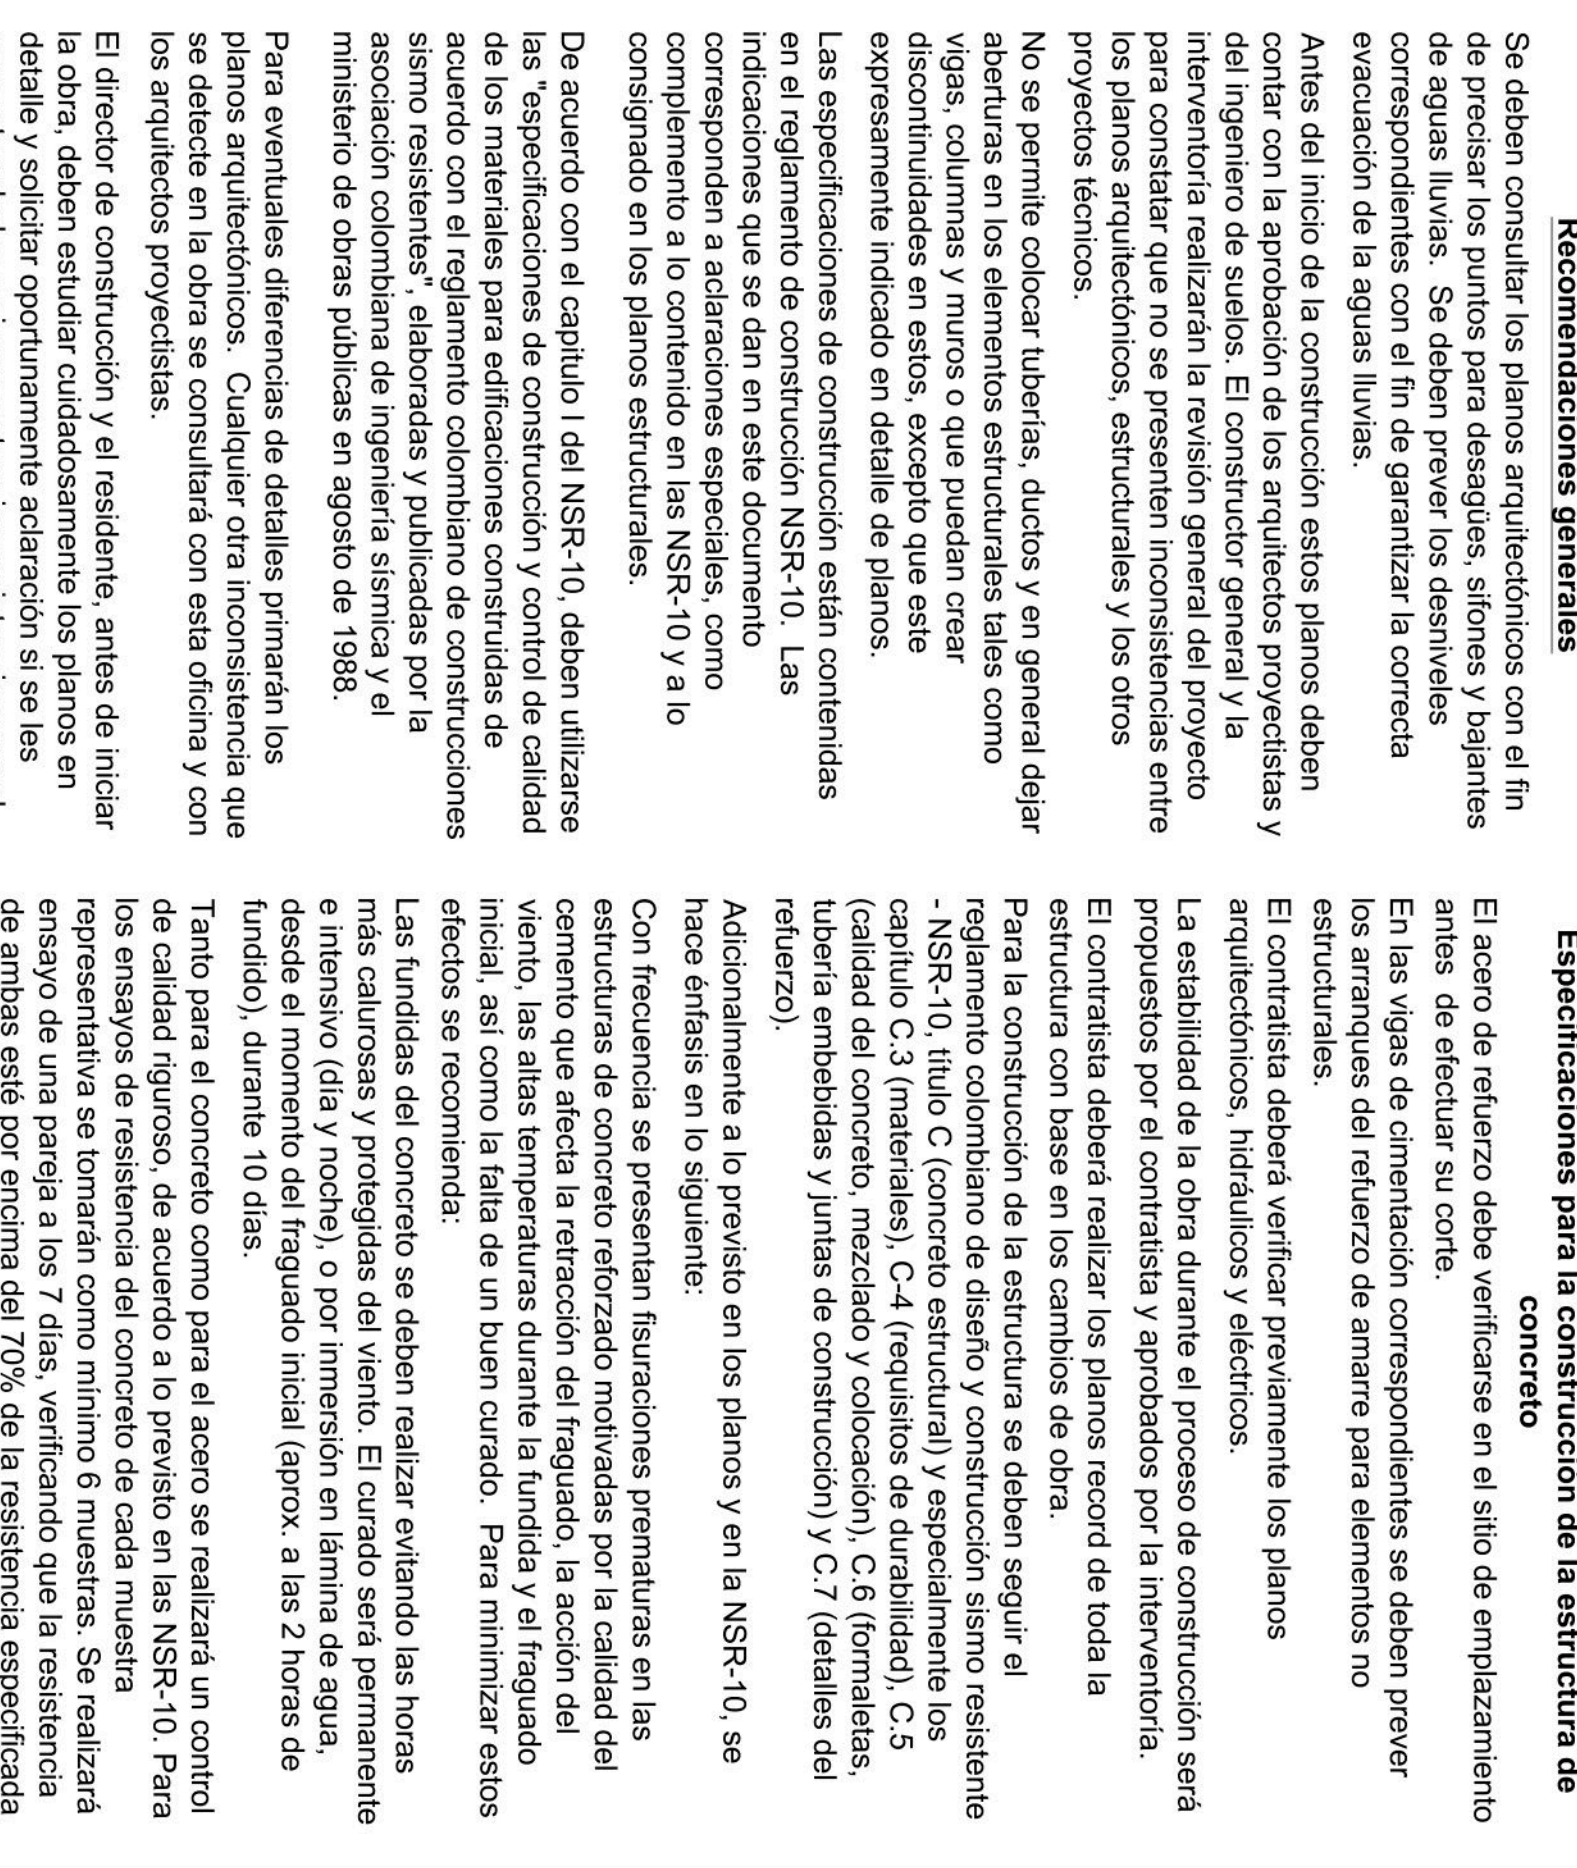 Recomendaciones generales
Se deben consultar los planos arquitectónicos con el fin
de precisar los puntos para desagües, sifones y bajantes
de aguas lluvias.  Se deben prever los desniveles
correspondientes con el fin de garantizar la correcta
evacuación de la aguas lluvias.
Antes del inicio de la construcción estos planos deben
contar con la aprobación de los arquitectos proyectistas y
del ingeniero de suelos. El constructor general y la
interventoría realizarán la revisión general del proyecto
para constatar que no se presenten inconsistencias entre
los planos arquitectónicos, estructurales y los otros
proyectos técnicos.
No se permite colocar tuberías, ductos y en general dejar
aberturas en los elementos estructurales tales como
vigas, columnas y muros o que puedan crear
discontinuidades en estos, excepto que este
expresamente indicado en detalle de planos.
Las especificaciones de construcción están contenidas
en el reglamento de construcción NSR-10.  Las
indicaciones que se dan en este documento
corresponden a aclaraciones especiales, como
complemento a lo contenido en las NSR-10 y a lo
consignado en los planos estructurales.
De acuerdo con el capitulo I del NSR-10, deben utilizarse
las "especificaciones de construcción y control de calidad
de los materiales para edificaciones construidas de
acuerdo con el reglamento colombiano de construcciones
sismo resistentes", elaboradas y publicadas por la
asociación colombiana de ingeniería sísmica y el
ministerio de obras públicas en agosto de 1988.
Para eventuales diferencias de detalles primarán los
planos arquitectónicos.  Cualquier otra inconsistencia que
se detecte en la obra se consultará con esta oficina y con
los arquitectos proyectistas.
El director de construcción y el residente, antes de iniciar
la obra, deben estudiar cuidadosamente los planos en
detalle y solicitar oportunamente aclaración si se les
Especificaciones para la construcción de la estructura de
concreto
El acero de refuerzo debe verificarse en el sitio de emplazamiento
antes  de efectuar su corte.
En las vigas de cimentación correspondientes se deben prever
los arranques del refuerzo de amarre para elementos no
estructurales.
El contratista deberá verificar previamente los planos
arquitectónicos, hidráulicos y eléctricos.
La estabilidad de la obra durante el proceso de construcción será
propuestos por el contratista y aprobados por la interventoría.
El contratista deberá realizar los planos record de toda la
estructura con base en los cambios de obra.
Para la construcción de la estructura se deben seguir el
reglamento colombiano de diseño y construcción sismo resistente
- NSR-10, título C (concreto estructural) y especialmente los
capítulo C.3 (materiales), C-4 (requisitos de durabilidad), C.5
(calidad del concreto, mezclado y colocación), C.6 (formaletas,
tubería embebidas y juntas de construcción) y C.7 (detalles del
refuerzo).
Adicionalmente a lo previsto en los planos y en la NSR-10, se
hace énfasis en lo siguiente:
Con frecuencia se presentan fisuraciones prematuras en las
estructuras de concreto reforzado motivadas por la calidad del
cemento que afecta la retracción del fraguado, la acción del
viento, las altas temperaturas durante la fundida y el fraguado
inicial, así como la falta de un buen curado.  Para minimizar estos
efectos se recomienda:
Las fundidas del concreto se deben realizar evitando las horas
más calurosas y protegidas del viento. El curado será permanente
e intensivo (día y noche), o por inmersión en lámina de agua,
desde el momento del fraguado inicial (aprox. a las 2 horas de
fundido), durante 10 días.
Tanto para el concreto como para el acero se realizará un control
de calidad riguroso, de acuerdo a lo previsto en las NSR-10. Para
los ensayos de resistencia del concreto de cada muestra
representativa se tomarán como mínimo 6 muestras. Se realizará
ensayo de una pareja a los 7 días, verificando que la resistencia
de ambas esté por encima del 70% de la resistencia especificada